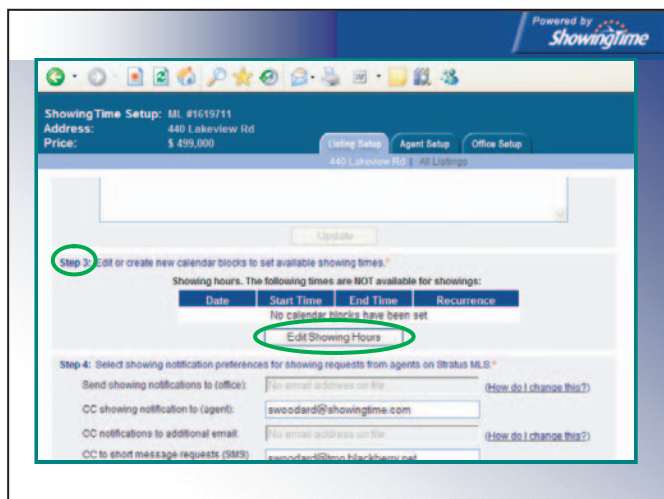 Powered by
ShowingTime
ShowingTime Setup: ML #1619711
Address: 440 Lakeview Rd
Price: $ 499,000
Listing Setup Agent Setup Office Setup
440 Lakeview Rd | All Listings
Update
Step 3: Edit or create new calendar blocks to set available showing times.*
Showing hours. The following times are NOT available for showings:
Date Start Time End Time Recurrence
No calendar blocks have been set
Edit Showing Hours
Step 4: Select showing notification preferences for showing requests from agents on Stratus MLS.*
Send showing notifications to (office): No email address on file (How do I change this?)
CC showing notification to (agent): swoodard@showingtime.com
CC notifications to additional email: No email address on file (How do I change this?)
CC to short message requests (SMS) swoodard@tmo.blackberry.net